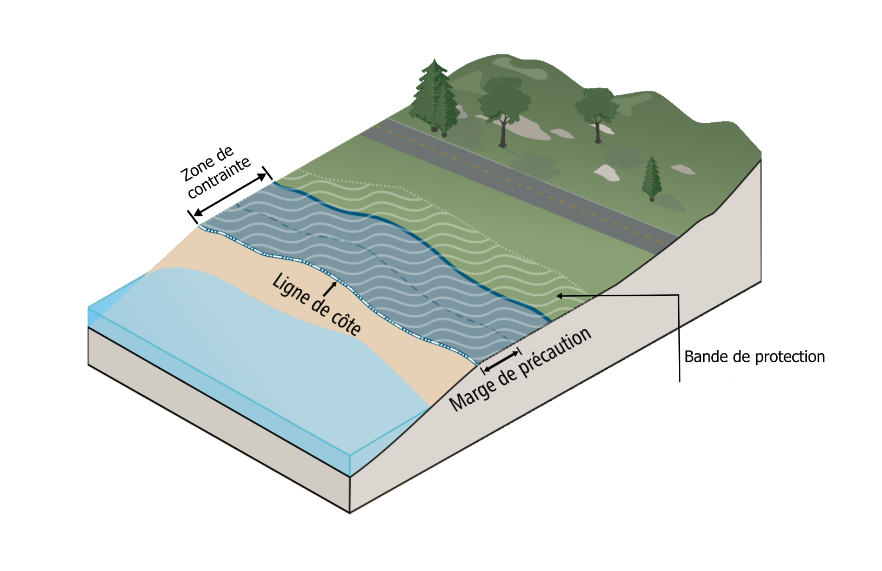 Zone de
contrainte
Ligne de côte
Marge de précaution
Bande de protection